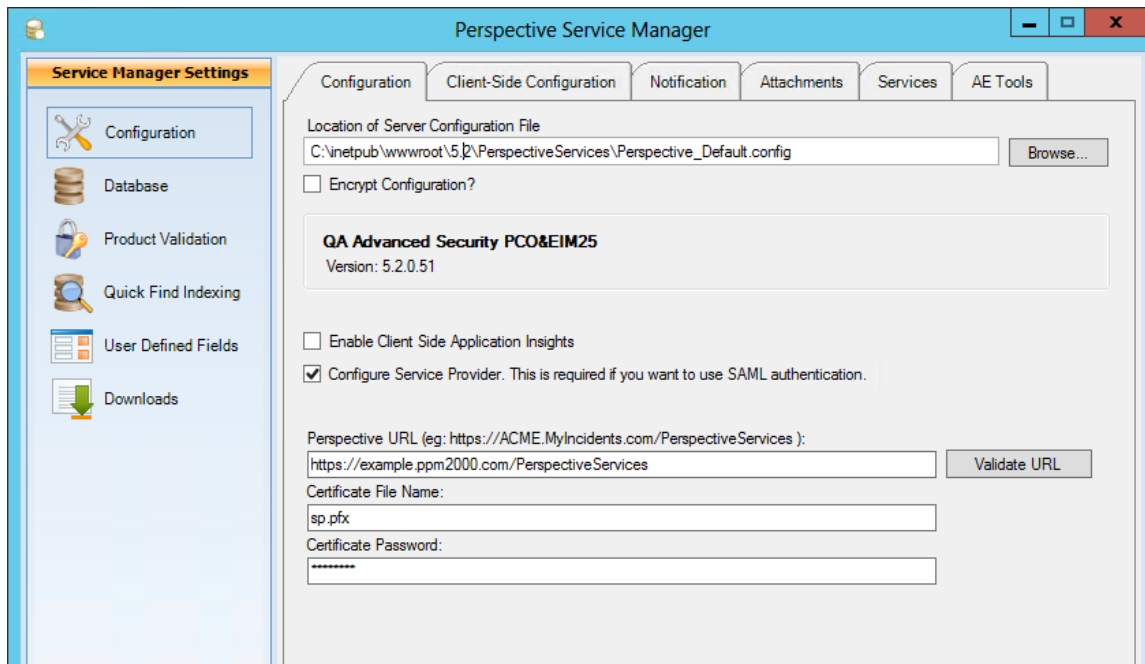 Perspective Service Manager
Service Manager Settings
Configuration
Database
Product Validation
Quick Find Indexing
User Defined Fields
Downloads
Configuration Client-Side Configuration Notification Attachments Services AE Tools
Location of Server Configuration File
C:\inetpub\wwwroot\5.2\PerspectiveServices\Perspective_Default.config Browse...
Encrypt Configuration?
QA Advanced Security PCO&EIM25
Version: 5.2.0.51
Enable Client Side Application Insights
Configure Service Provider. This is required if you want to use SAML authentication.
Perspective URL (eg: https://ACME.MyIncidents.com/PerspectiveServices ):
https://example.ppm2000.com/PerspectiveServices Validate URL
Certificate File Name:
sp.pfx
Certificate Password:
********